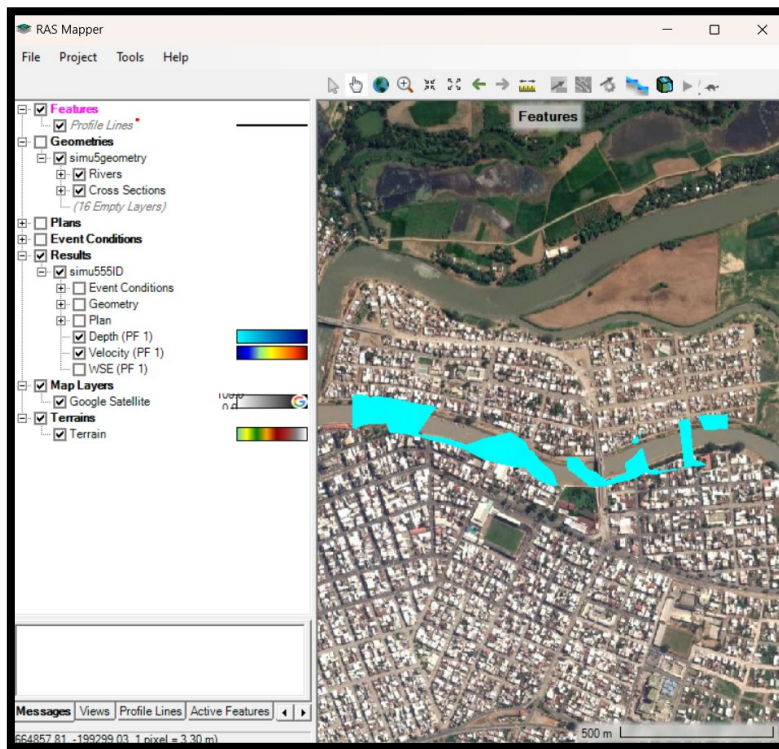 RAS Mapper
File Project Tools Help
Features
Profile Lines
Geometries
simu5geometry
Rivers
Cross Sections
(16 Empty Layers)
Plans
Event Conditions
Results
simu555ID
Event Conditions
Geometry
Plan
Depth (PF 1)
Velocity (PF 1)
WSE (PF 1)
Map Layers
Google Satellite
Terrains
Terrain
Features
500 m
Messages Views Profile Lines Active Features
664857.81, -199299.03 1 pixel = 3.30 m)